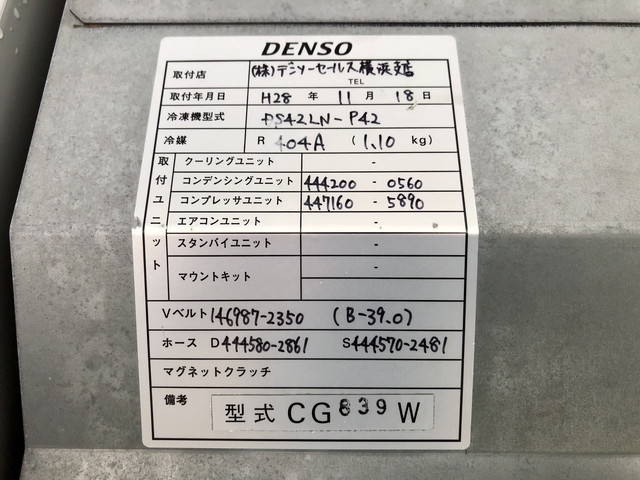 DENSO
取付店 (株)デンソーセールス横浜支店
TEL
取付年月日 H28 年 11 月 18 日
冷凍機型式 DS42LN-P42
冷媒 R 404A (1.10 kg)
取付ユニット
クーリングユニット -
コンデンシングユニット 444200 - 0560
コンプレッサユニット 447160 - 5890
エアコンユニット -
スタンバイユニット -
マウントキット -
Vベルト 146987-2350 (B-39.0)
ホース D444580-2861 S444570-2481
マグネットクラッチ
備考 型式 CG839W